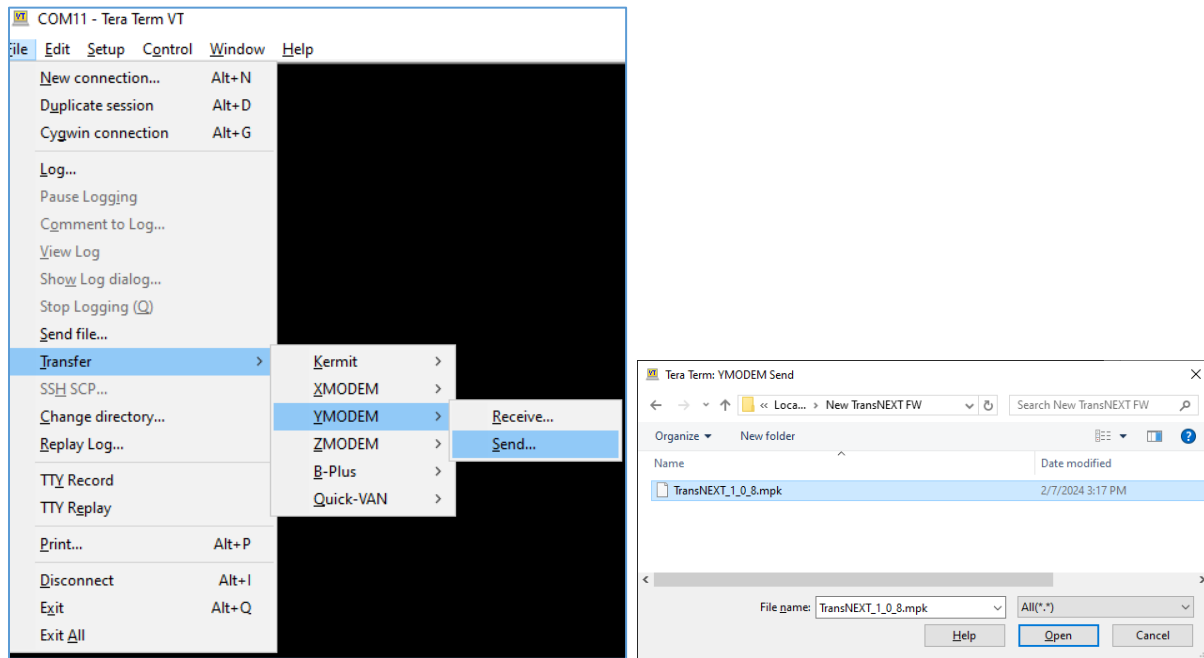 COM11 - Tera Term VT
File Edit Setup Control Window Help
New connection... Alt+N
Duplicate session Alt+D
Cygwin connection Alt+G
Log...
Pause Logging
Comment to Log...
View Log
Show Log dialog...
Stop Logging (Q)
Send file...
Transfer >
SSH SCP...
Change directory...
Replay Log...
TTY Record
TTY Replay
Print... Alt+P
Disconnect Alt+I
Exit Alt+Q
Exit All
Kermit >
XMODEM >
YMODEM >
ZMODEM >
B-Plus >
Quick-VAN >
Receive...
Send...
Tera Term: YMODEM Send
« Loca... > New TransNEXT FW
Search New TransNEXT FW
Organize New folder
Name Date modified
TransNEXT_1_0_8.mpk 2/7/2024 3:17 PM
File name: TransNEXT_1_0_8.mpk All(*.*)
Help Open Cancel